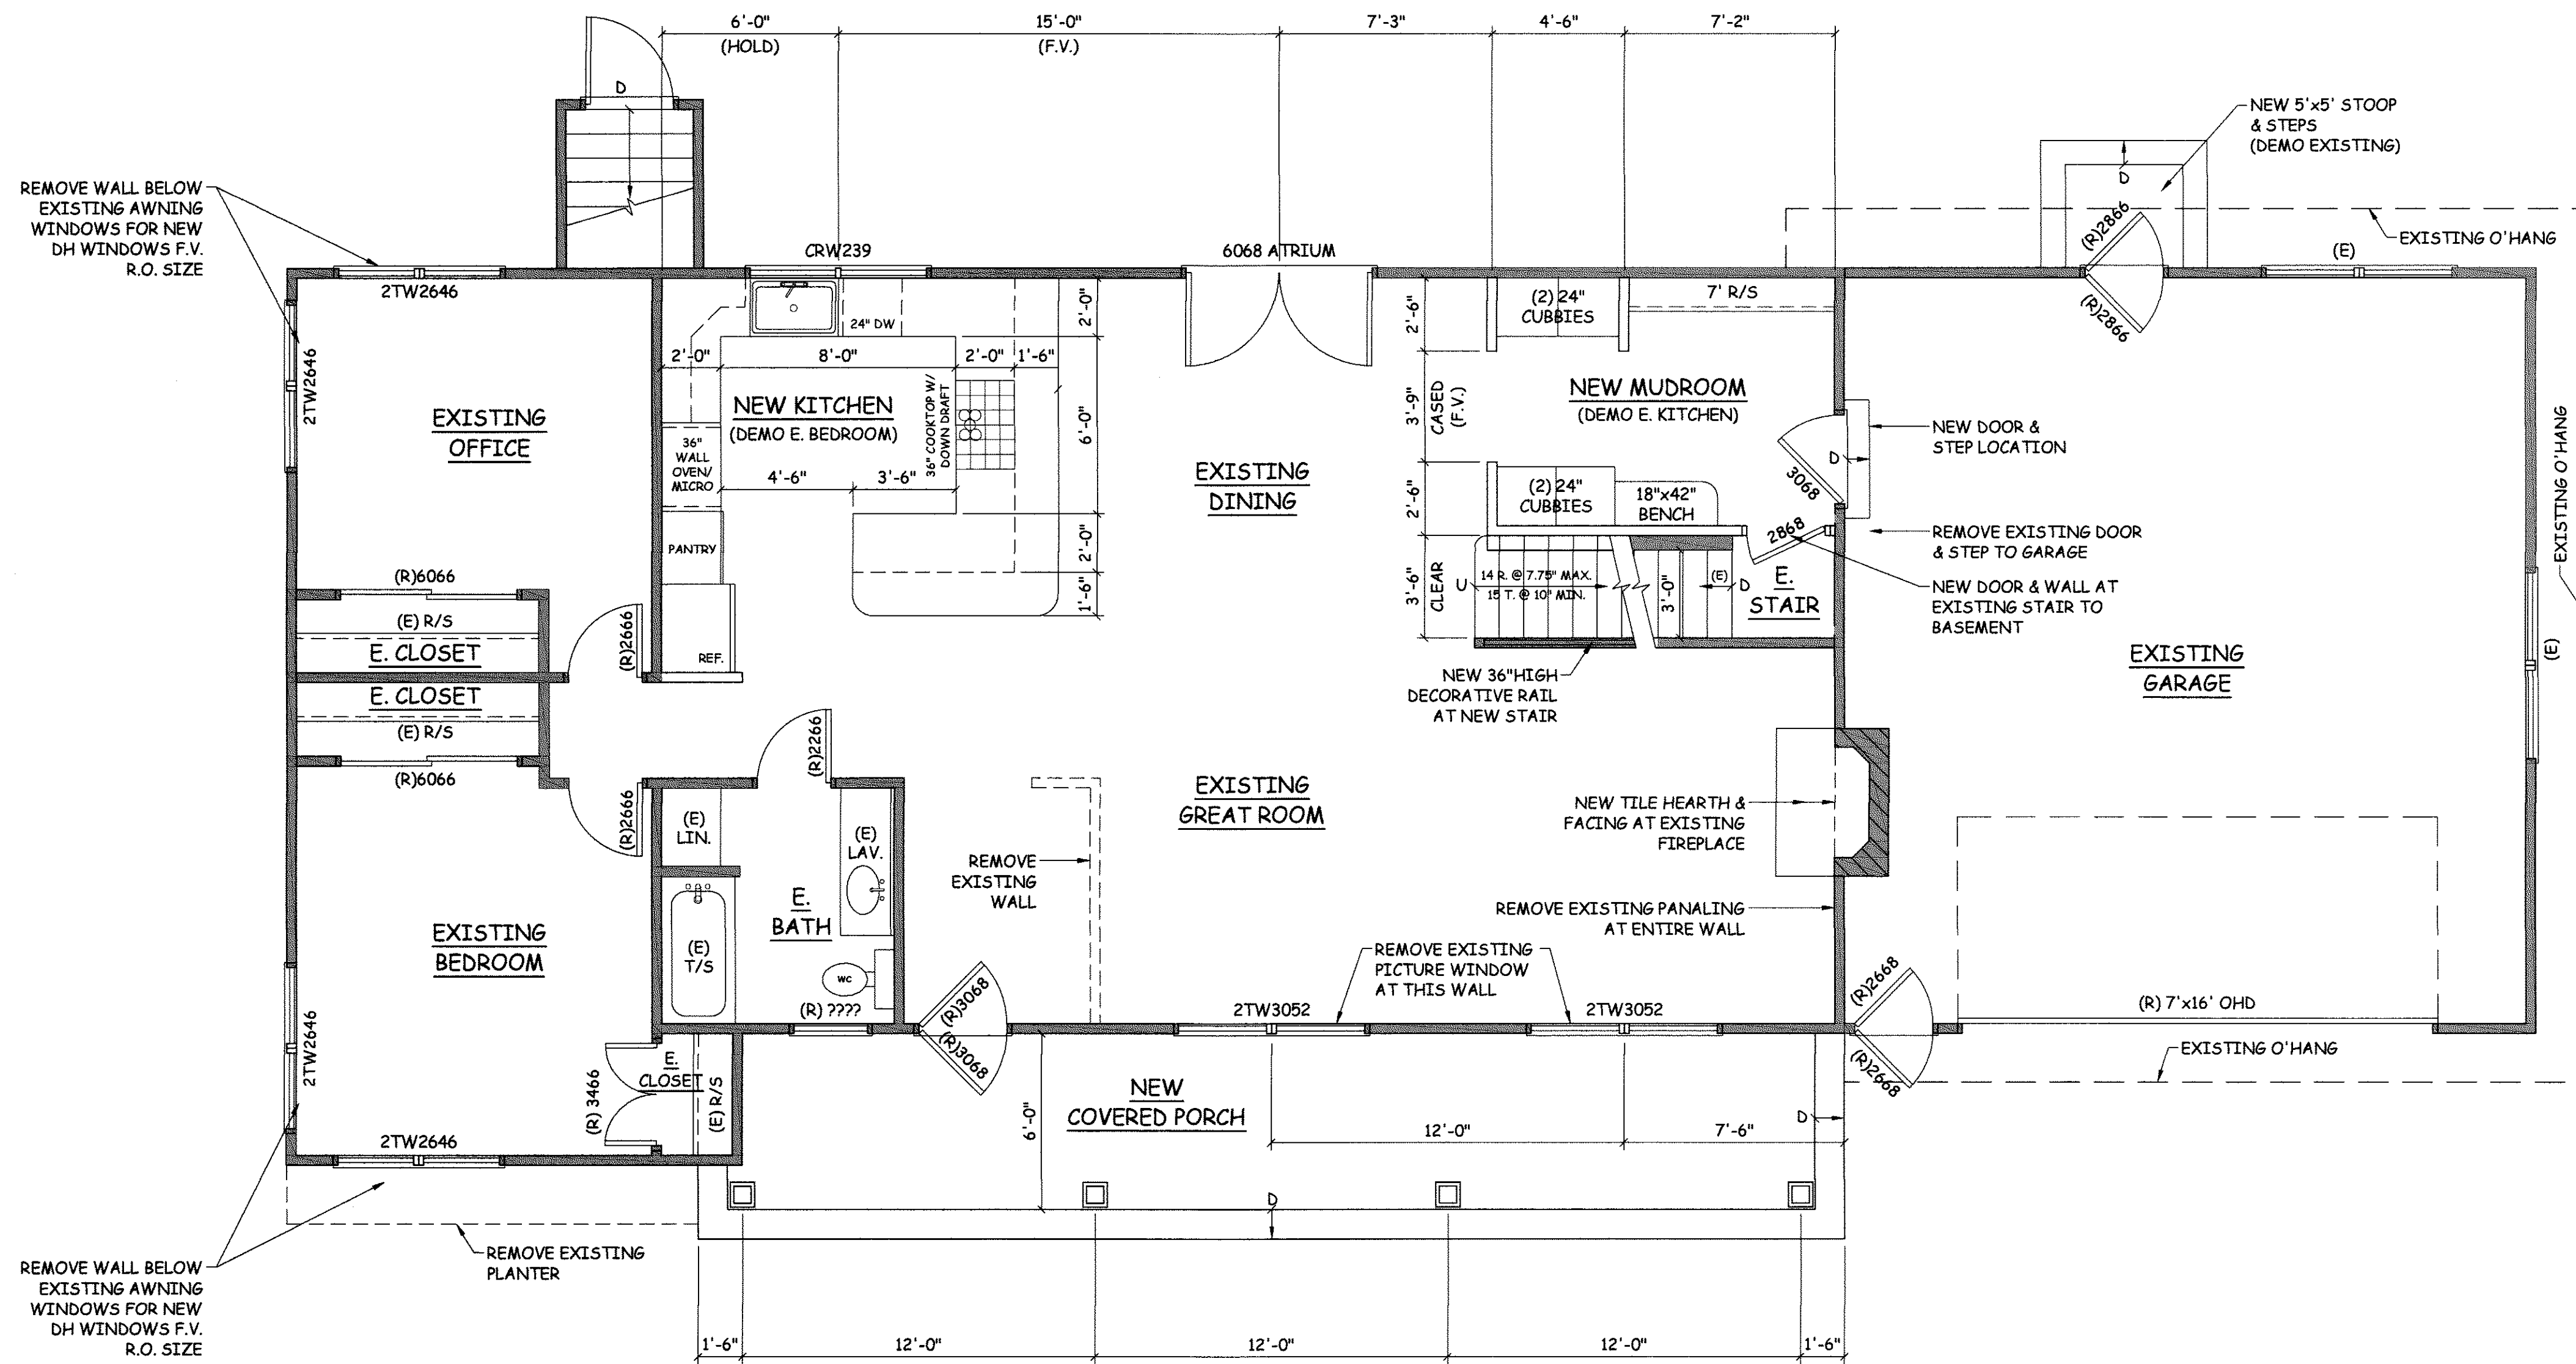 6'-0"
(HOLD)
15'-0"
(F.V.)
7'-3"
4'-6"
7'-2"
D
NEW 5'x5' STOOP
& STEPS
(DEMO EXISTING)
D
REMOVE WALL BELOW
EXISTING AWNING
WINDOWS FOR NEW
DH WINDOWS F.V.
R.O. SIZE
(R)2866
(R)2866
EXISTING O'HANG
(E)
CRW239
6068 ATRIUM
2TW2646
2TW2646
24" DW
2'-0"
(2) 24"
CUBBIES
7' R/S
2'-6"
2'-0"
8'-0"
2'-0"
1'-6"
EXISTING
OFFICE
NEW KITCHEN
(DEMO E. BEDROOM)
36" COOKTOP W/
DOWN DRAFT
6'-0"
36"
WALL
OVEN/
MICRO
4'-6"
3'-6"
PANTRY
REF.
2'-0"
1'-6"
EXISTING
DINING
3'-9"
CASED
(F.V.)
NEW MUDROOM
(DEMO E. KITCHEN)
D
3068
NEW DOOR &
STEP LOCATION
2'-6"
(2) 24"
CUBBIES
18"x42"
BENCH
2868
REMOVE EXISTING DOOR
& STEP TO GARAGE
3'-6"
CLEAR
U
14 R. @ 7.75" MAX.
15 T. @ 10" MIN.
3'-0"
(E)
D
E.
STAIR
NEW DOOR & WALL AT
EXISTING STAIR TO
BASEMENT
EXISTING O'HANG
(E)
EXISTING
GARAGE
(R)6066
(E) R/S
E. CLOSET
(R)2666
E. CLOSET
(E) R/S
(R)6066
(R)2666
(R)2266
NEW 36"HIGH
DECORATIVE RAIL
AT NEW STAIR
EXISTING
GREAT ROOM
NEW TILE HEARTH &
FACING AT EXISTING
FIREPLACE
(E)
LIN.
(E)
LAV.
REMOVE
EXISTING
WALL
E.
BATH
(E)
T/S
WC
(R) ????
EXISTING
BEDROOM
REMOVE EXISTING PANALING
AT ENTIRE WALL
REMOVE EXISTING
PICTURE WINDOW
AT THIS WALL
(R)3068
(R)3068
2TW3052
2TW3052
(R)2668
(R)2668
(R) 7'x16' OHD
EXISTING O'HANG
2TW2646
2TW2646
(R) 3466
E.
CLOSET
(E) R/S
6'-0"
NEW
COVERED PORCH
D
12'-0"
7'-6"
D
REMOVE EXISTING
PLANTER
REMOVE WALL BELOW
EXISTING AWNING
WINDOWS FOR NEW
DH WINDOWS F.V.
R.O. SIZE
1'-6"
12'-0"
12'-0"
12'-0"
1'-6"